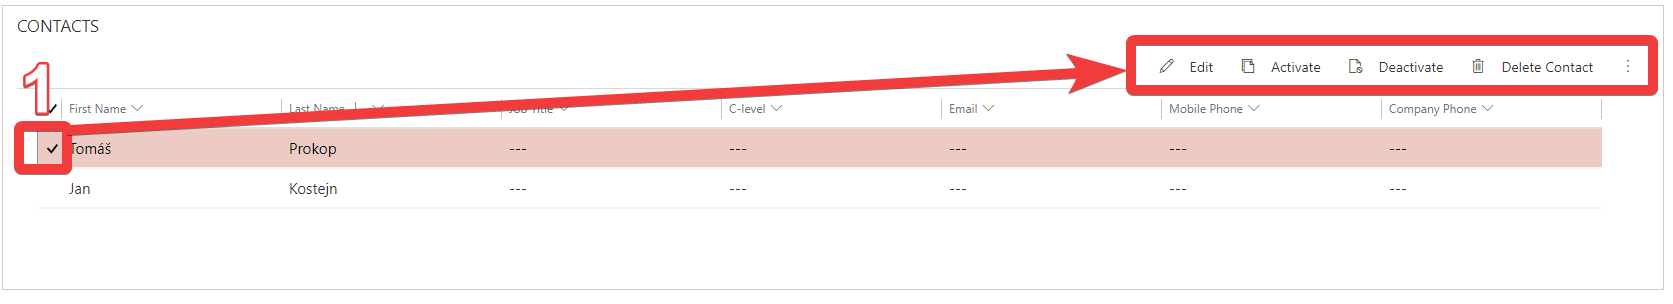 CONTACTS
Edit Activate Deactivate Delete Contact
1
First Name Last Name Job Title C-level Email Mobile Phone Company Phone
Tomáš Prokop --- --- --- --- ---
Jan Kostejn --- --- --- --- ---